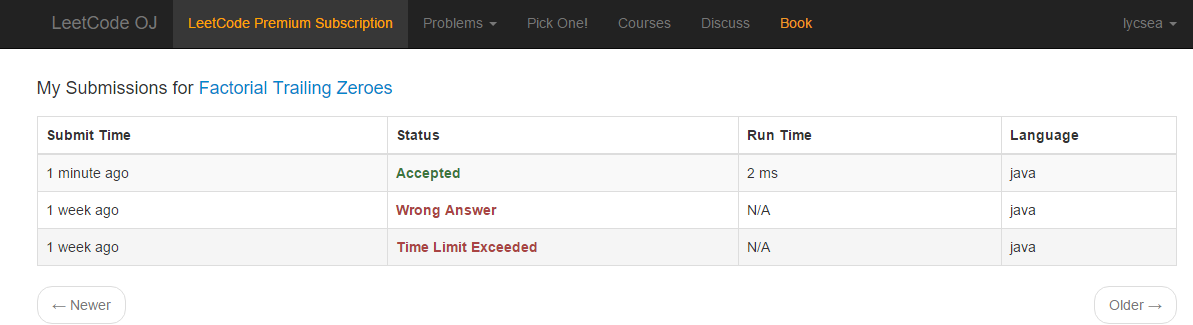 LeetCode OJ LeetCode Premium Subscription Problems Pick One! Courses Discuss Book lycsea
My Submissions for Factorial Trailing Zeroes
Submit Time Status Run Time Language
1 minute ago Accepted 2 ms java
1 week ago Wrong Answer N/A java
1 week ago Time Limit Exceeded N/A java
← Newer Older →